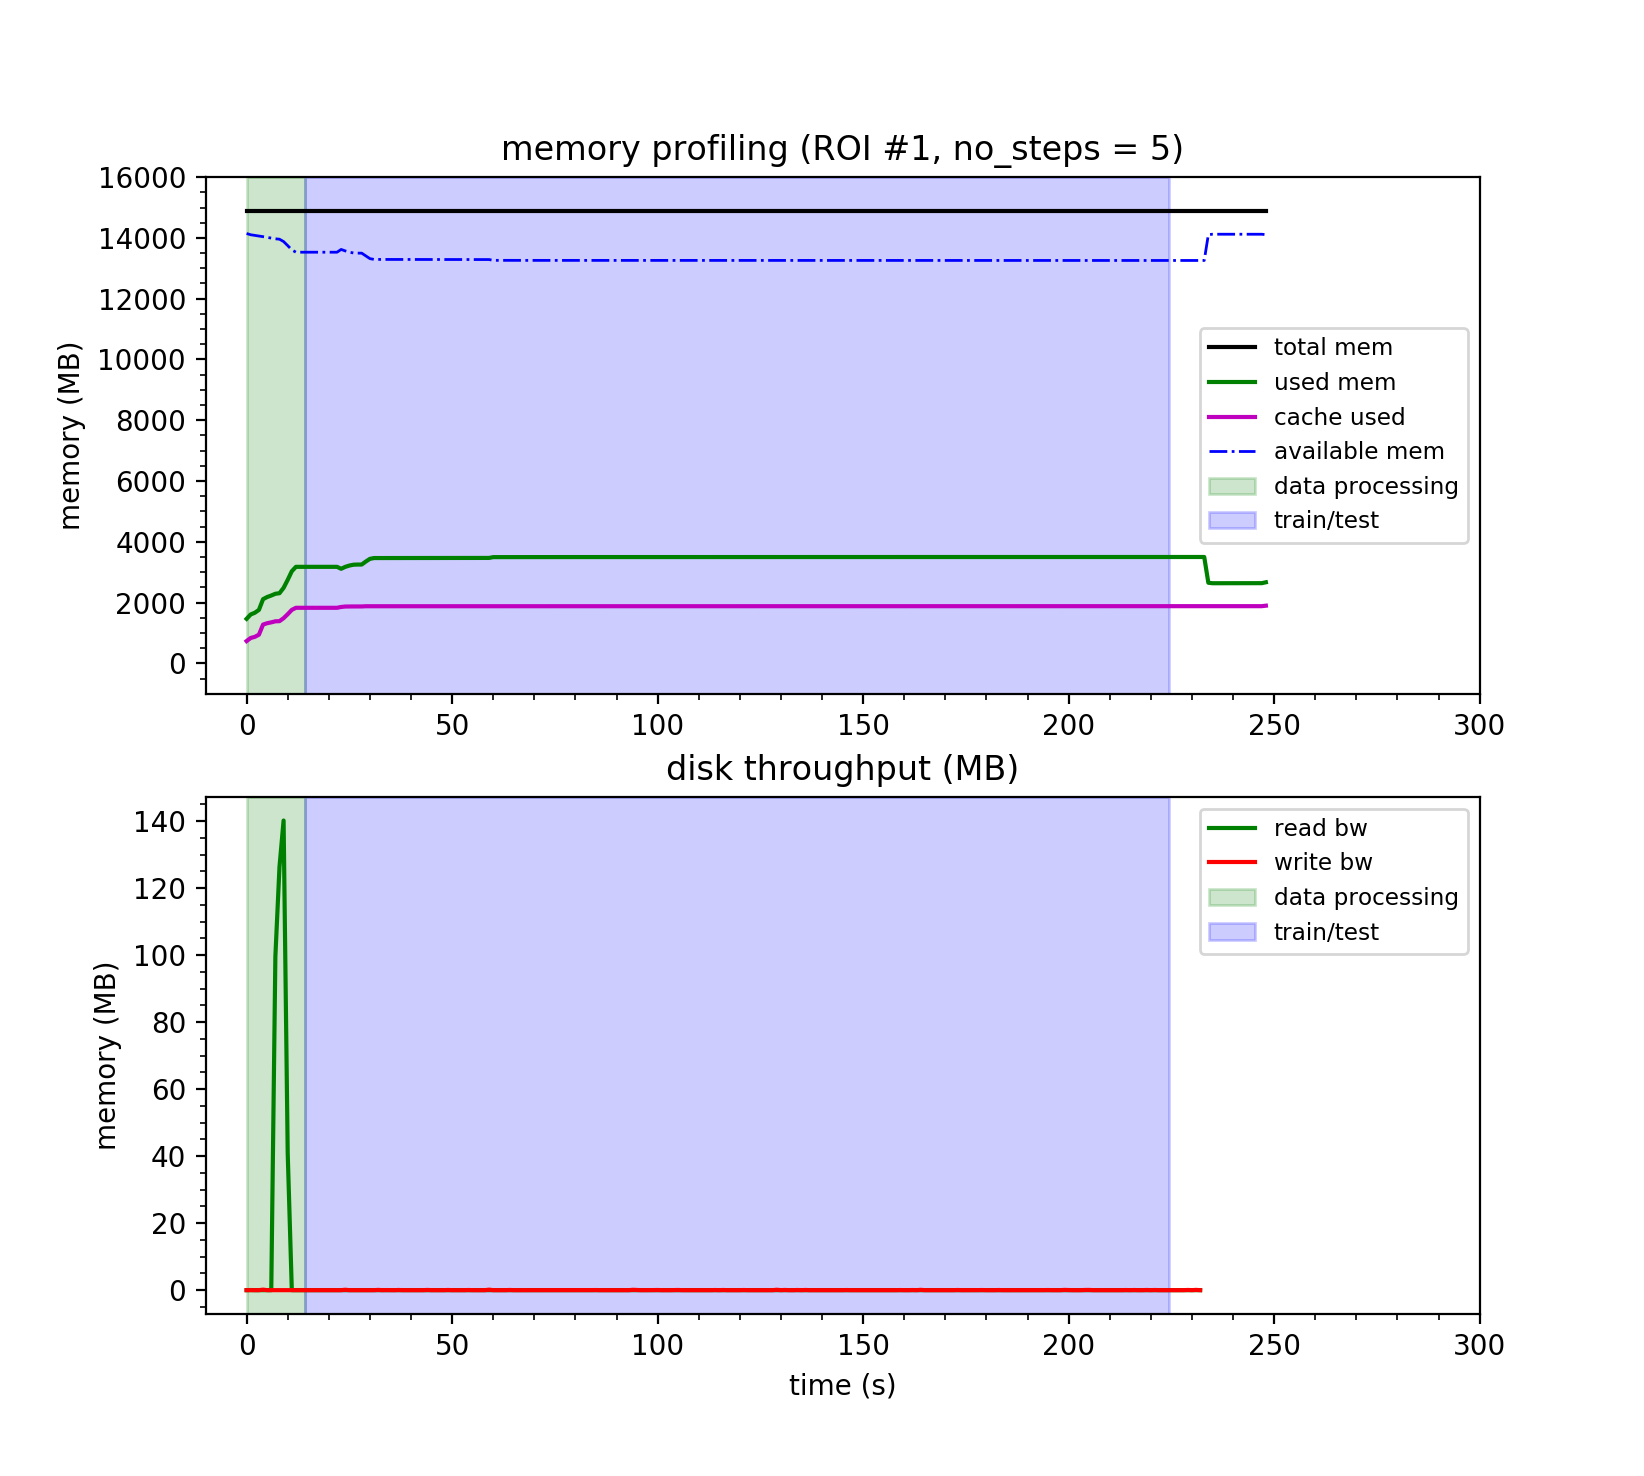 memory profiling (ROI #1, no_steps = 5)
16000
14000
12000
10000
8000
6000
4000
2000
0
memory (MB)
total mem
used mem
cache used
available mem
data processing
train/test
0 50 100 150 200 250 300
disk throughput (MB)
140
120
100
80
60
40
20
0
memory (MB)
read bw
write bw
data processing
train/test
0 50 100 150 200 250 300
time (s)